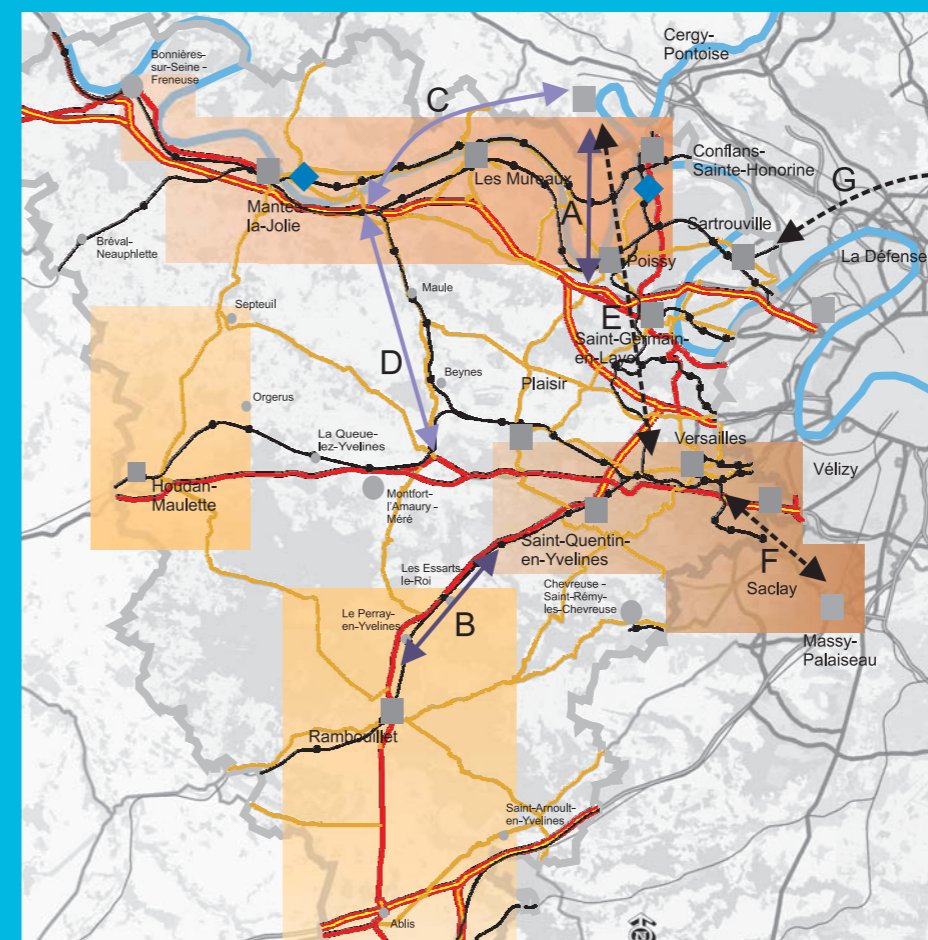 Cergy-
Pontoise
Bonnières-
sur-Seine -
Freneuse
C
Conflans-
Sainte-Honorine
Les Mureaux
G
Mantes
la-Jolie
A
Sartrouville
Bréval-
Neauphlette
Poissy
La Défense
Maule
Septeuil
E
Saint-Germain-
en-Laye
D
Beynes
Plaisir
Orgerus
La Queue-
lez-Yvelines
Versailles
Vélizy
Houdan-
Maulette
Montfort-
l'Amaury -
Méré
Saint-Quentin-
en-Yvelines
F
Les Essarts-
le-Roi
Chevreuse -
Saint-Rémy-
les-Chevreuse
Saclay
Le Perray-
en-Yvelines
B
Massy-
Palaiseau
Rambouillet
Saint-Arnoult-
en-Yvelines
Ablis
N